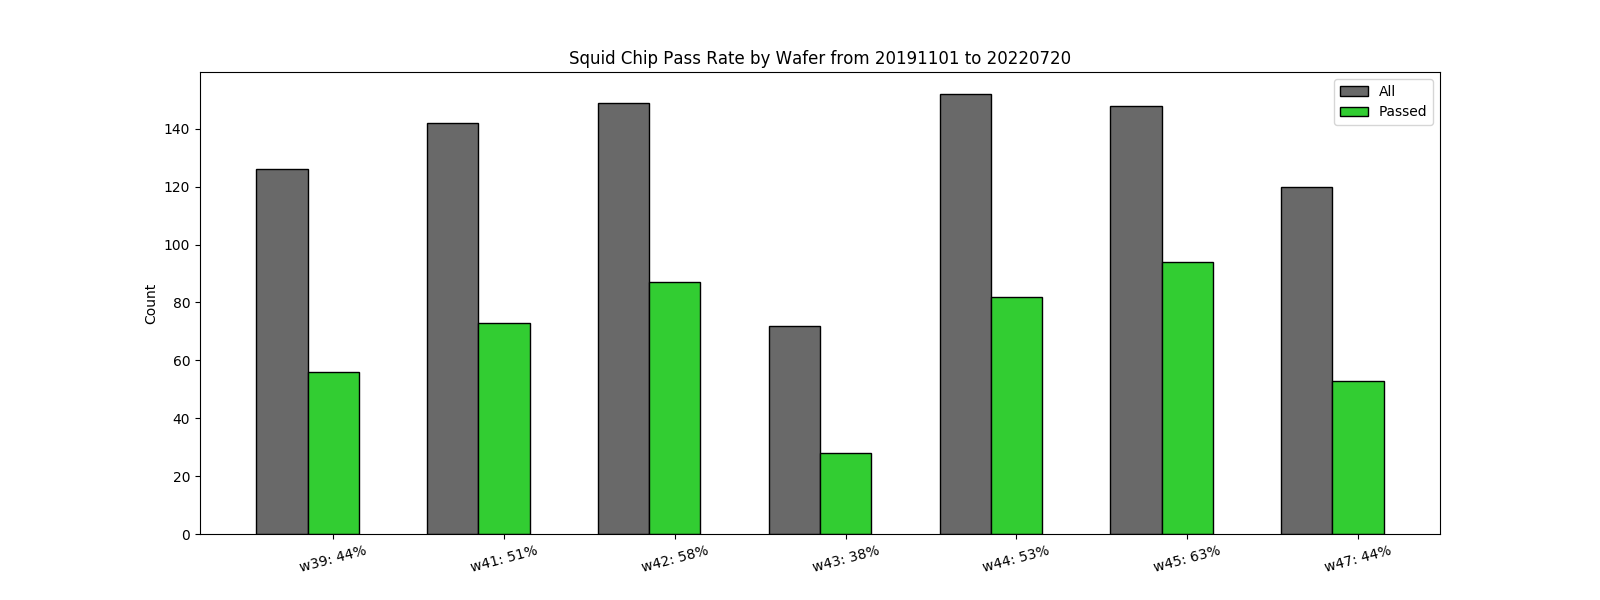 Squid Chip Pass Rate by Wafer from 20191101 to 20220720
All
Passed
Count
140
120
100
80
60
40
20
0
w39: 44%
w41: 51%
w42: 58%
w43: 38%
w44: 53%
w45: 63%
w47: 44%